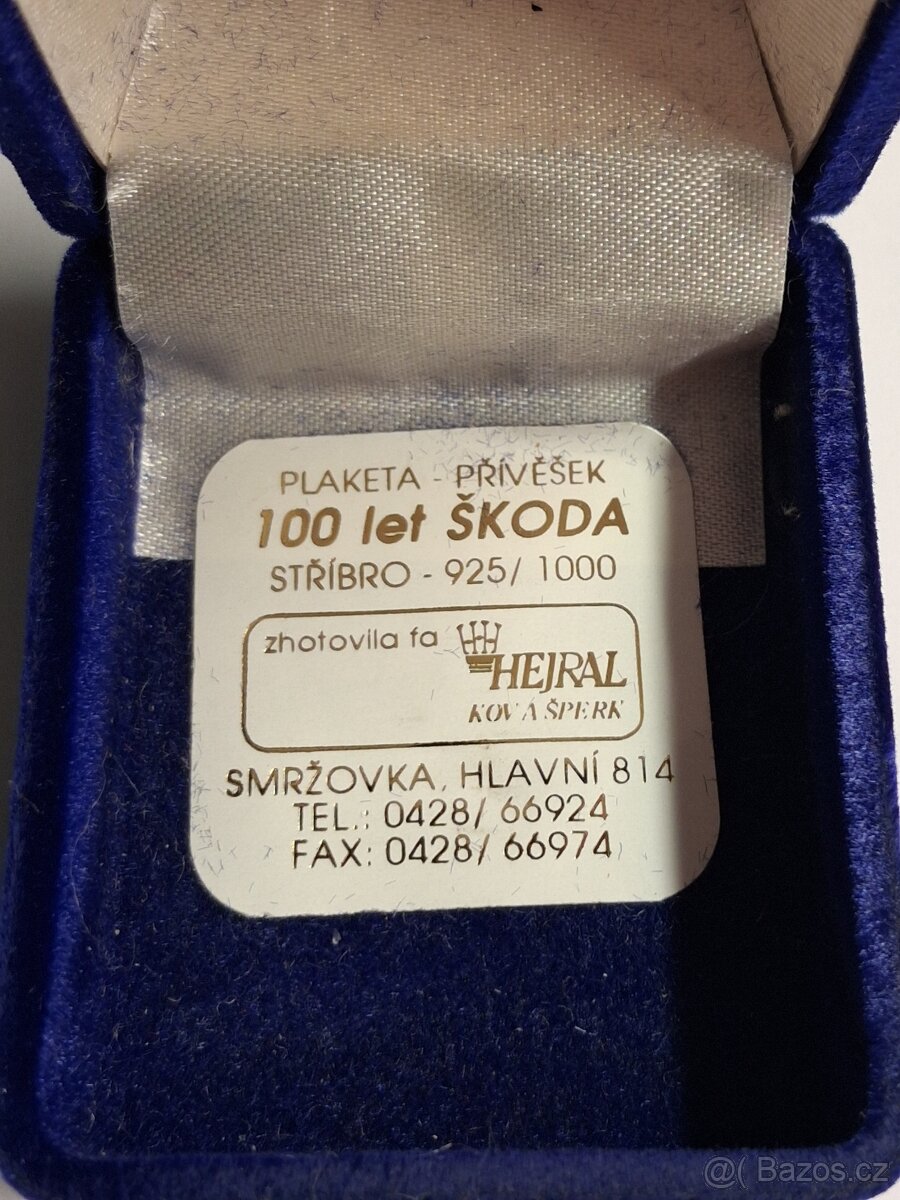 PLAKETA - PŘÍVĚŠEK
100 let ŠKODA
STŘÍBRO - 925/ 1000
zhotovila fa
HEJRAL
KOV A ŠPERK
SMRŽOVKA, HLAVNÍ 814
TEL.: 0428/ 66924
FAX: 0428/ 66974
@( Bazos.cz